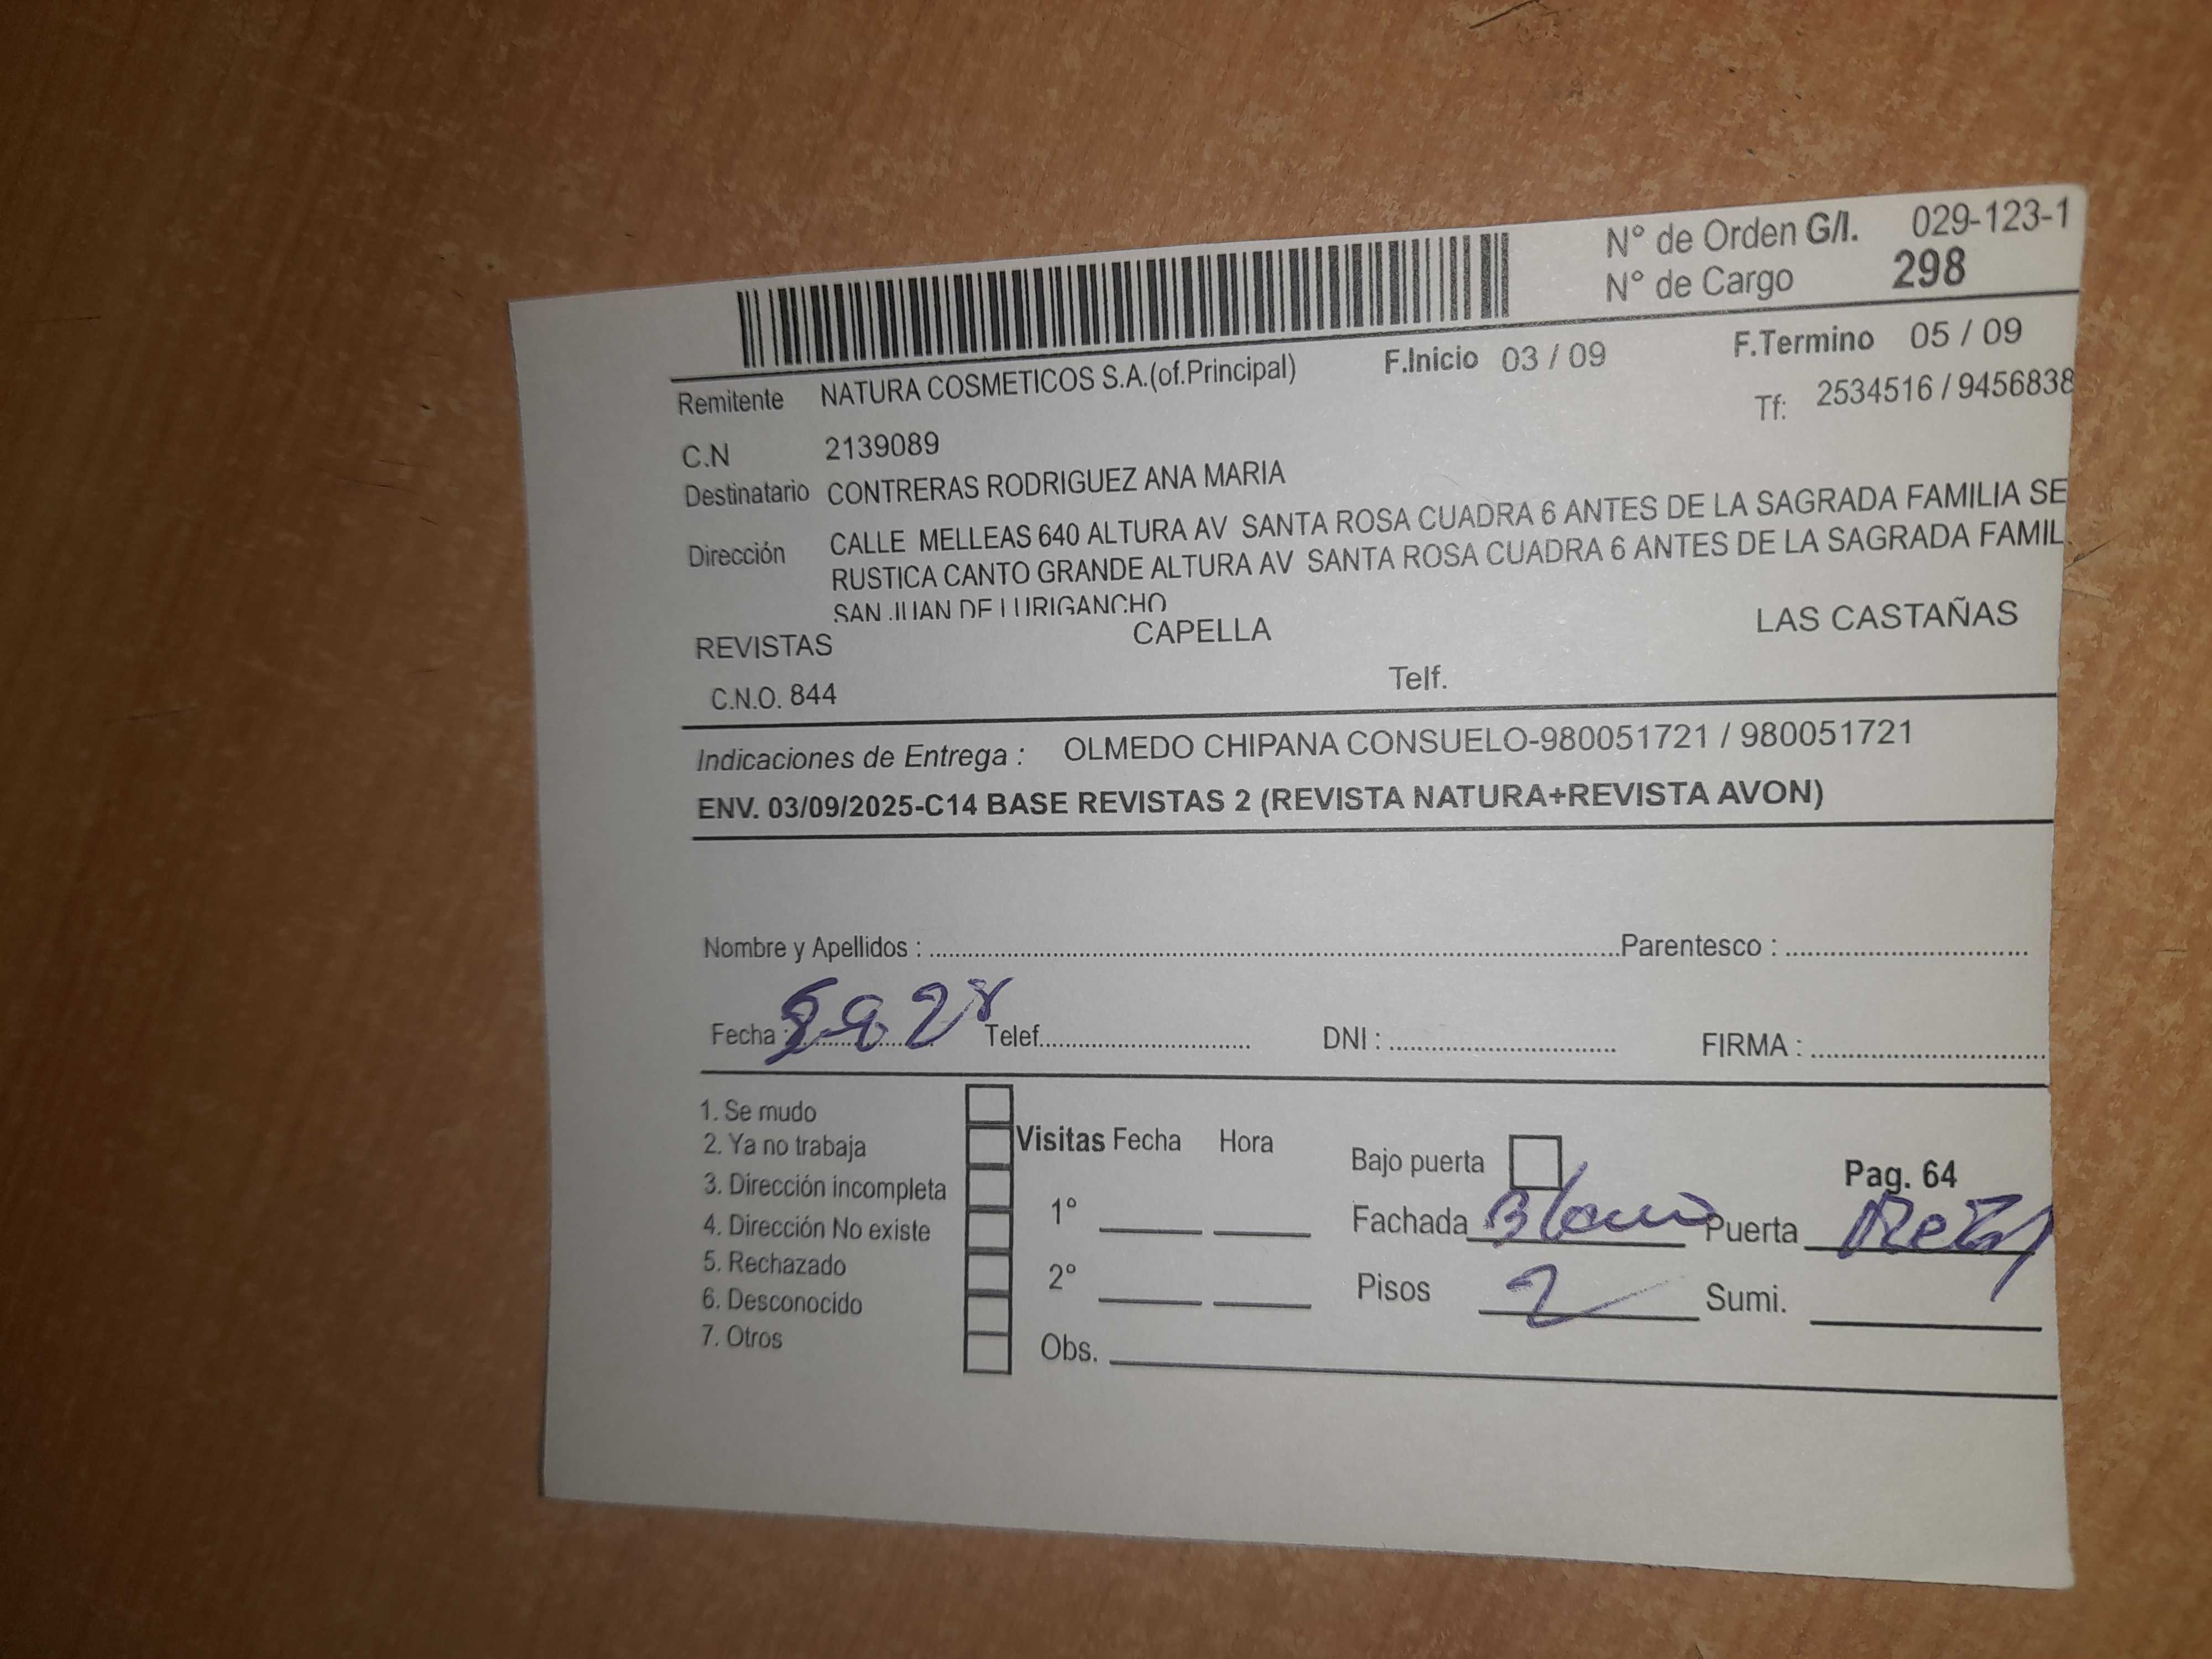 N° de Orden G/I. 029-123-1
N° de Cargo 298
F.Inicio 03 / 09 F.Termino 05 / 09
Remitente NATURA COSMETICOS S.A.(of.Principal) Tf: 2534516 / 9456838
C.N 2139089
Destinatario CONTRERAS RODRIGUEZ ANA MARIA
Dirección CALLE MELLEAS 640 ALTURA AV SANTA ROSA CUADRA 6 ANTES DE LA SAGRADA FAMILIA SE
RUSTICA CANTO GRANDE ALTURA AV SANTA ROSA CUADRA 6 ANTES DE LA SAGRADA FAMIL
SAN JUAN DE LURIGANCHO
REVISTAS CAPELLA LAS CASTAÑAS
C.N.O. 844 Telf.
Indicaciones de Entrega : OLMEDO CHIPANA CONSUELO-980051721 / 980051721
ENV. 03/09/2025-C14 BASE REVISTAS 2 (REVISTA NATURA+REVISTA AVON)
Nombre y Apellidos : Parentesco :
Fecha : Telef. DNI : FIRMA :
1. Se mudo
2. Ya no trabaja
3. Dirección incompleta
4. Dirección No existe
5. Rechazado
6. Desconocido
7. Otros
Visitas Fecha Hora
1°
2°
Obs.
Bajo puerta Pag. 64
Fachada Puerta
Pisos 2 Sumi.